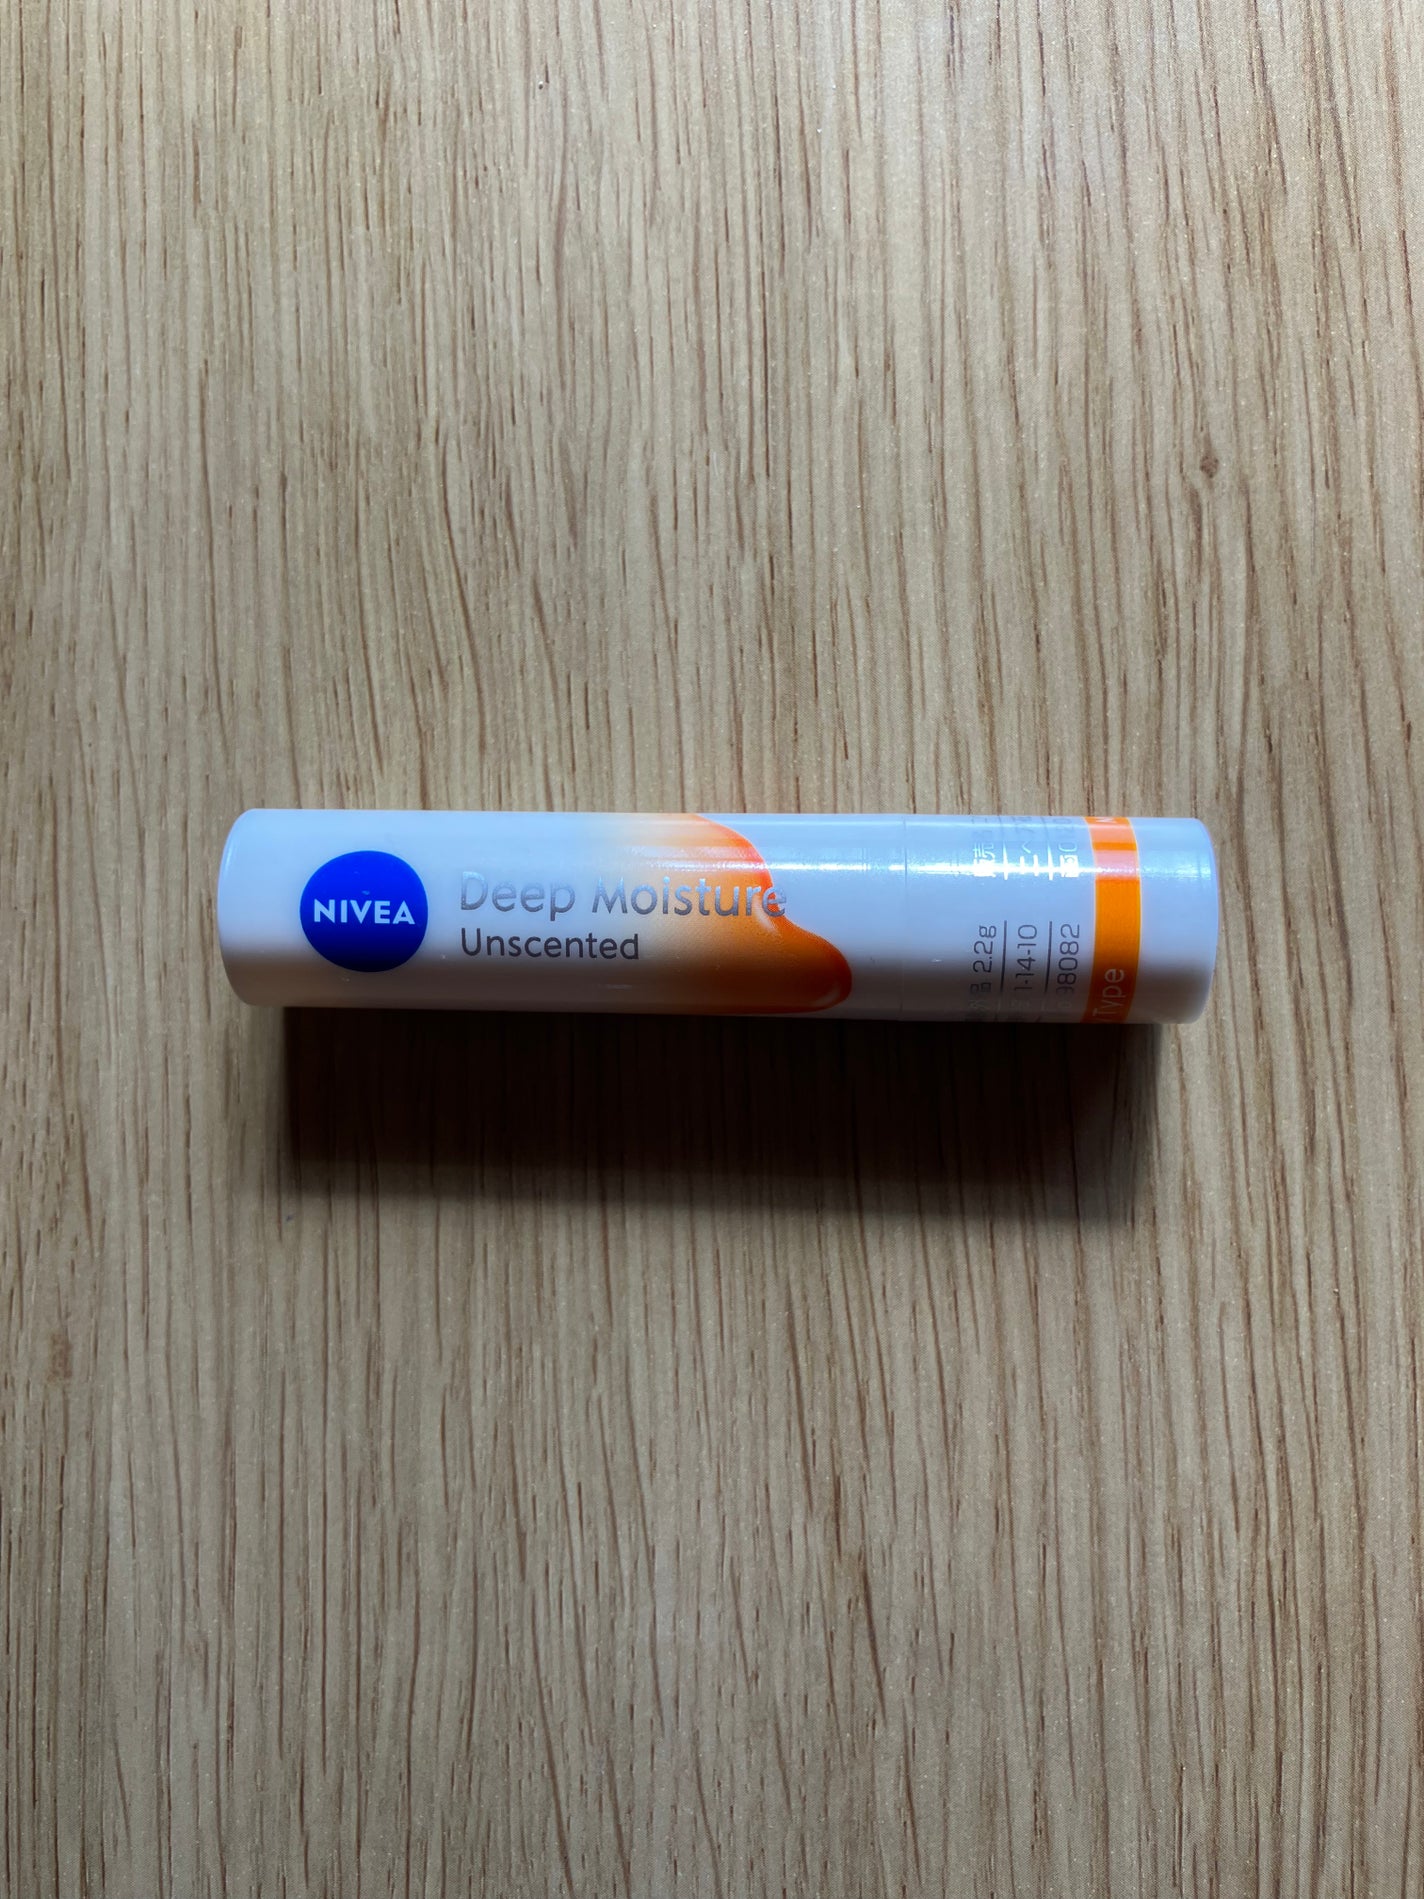 NIVEA
Deep Moisture
Unscented
2.2g
1-14-10
98082
Type